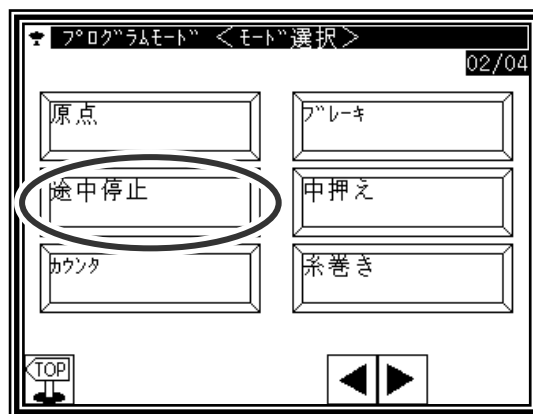 プログラムモード <モード選択>
02/04
原点
ブレーキ
途中停止
中押え
カウンタ
糸巻き
TOP